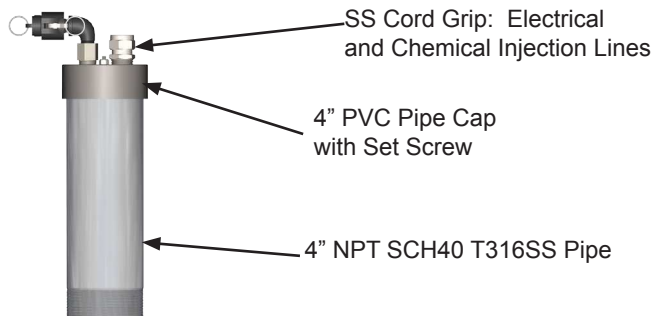 SS Cord Grip:  Electrical
and Chemical Injection Lines
4” PVC Pipe Cap
with Set Screw
4” NPT SCH40 T316SS Pipe